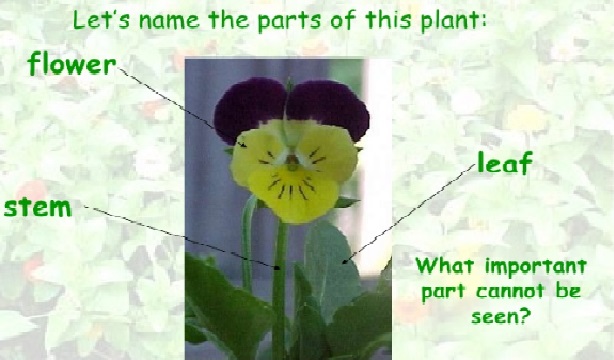 Let's name the parts of this plant:
flower
leaf
stem
What important
part cannot be
seen?